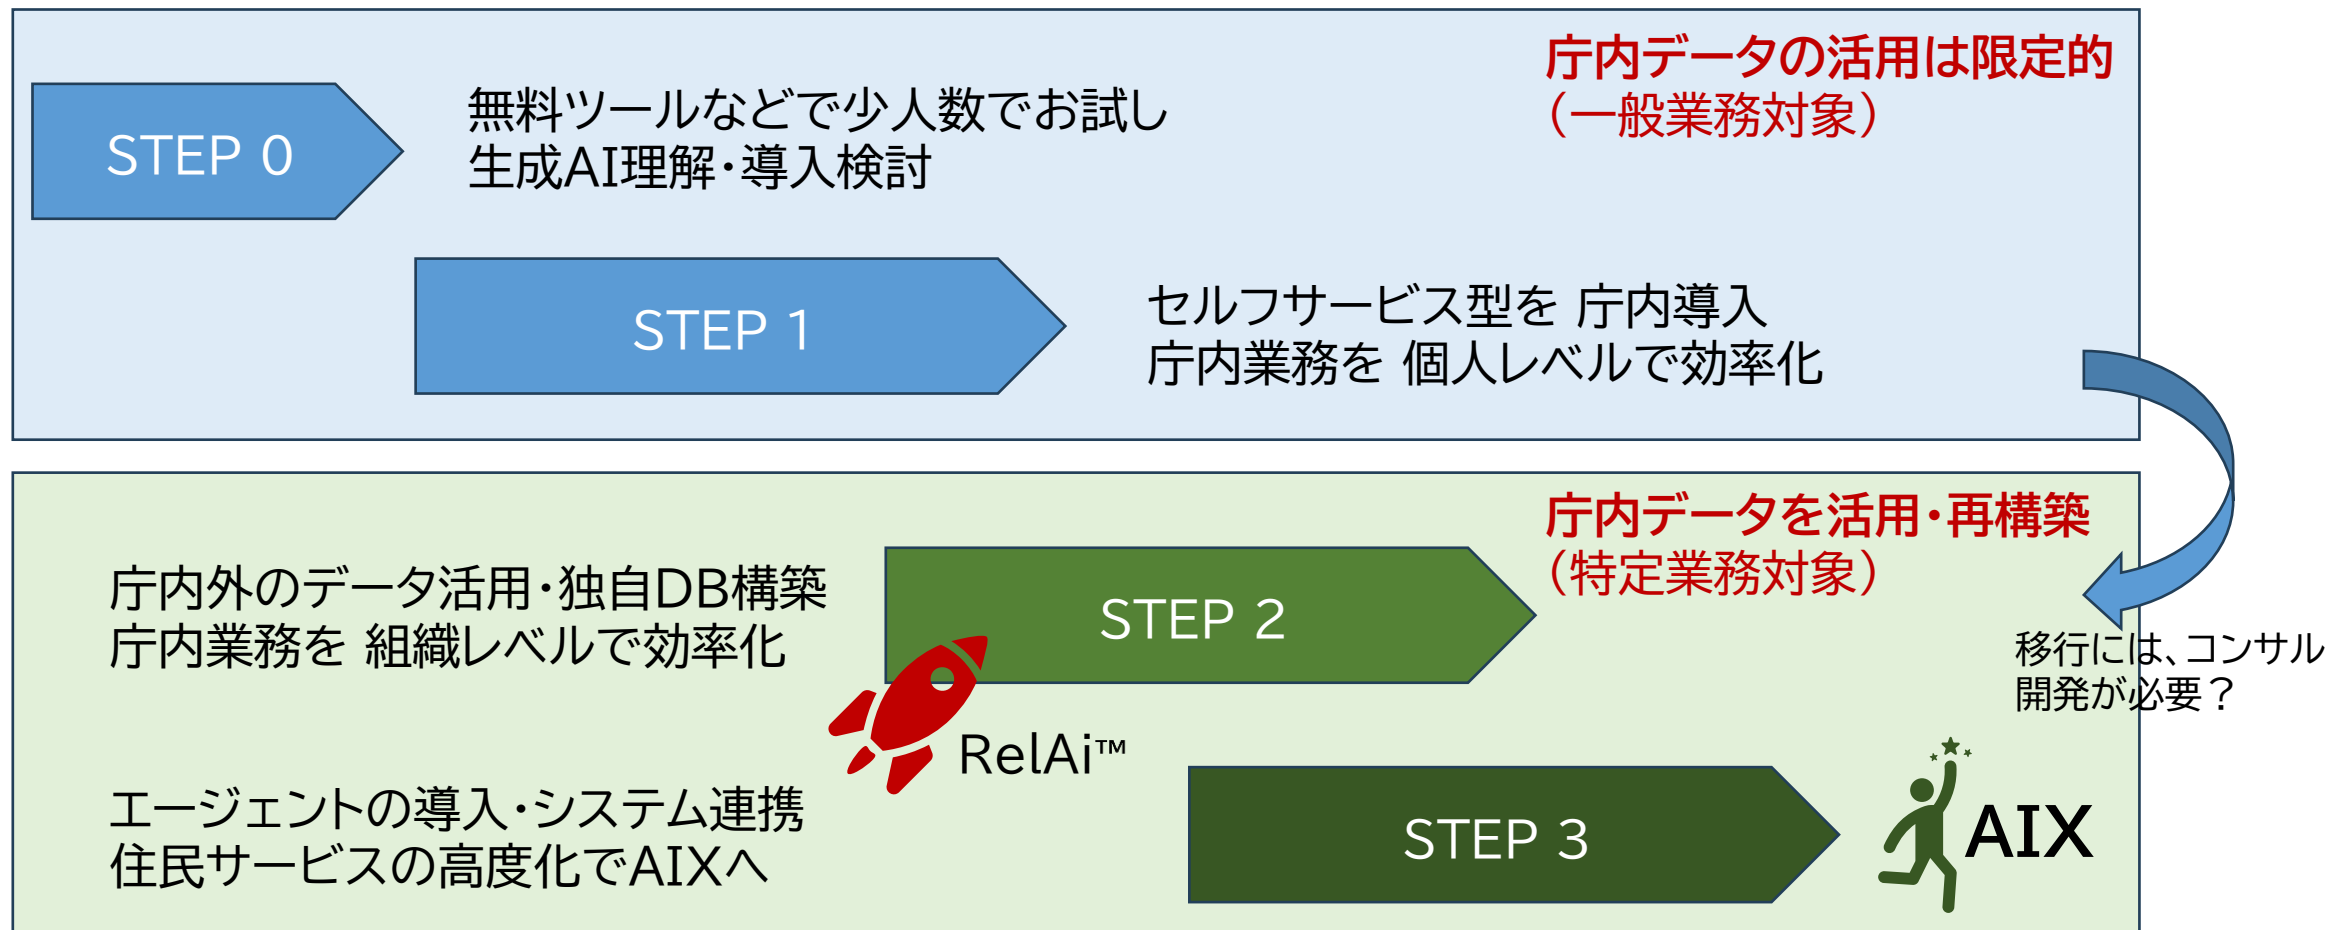 庁内データの活用は限定的
（一般業務対象）
STEP 0
無料ツールなどで少人数でお試し
生成AI理解・導入検討
STEP 1
セルフサービス型を 庁内導入
庁内業務を 個人レベルで効率化
庁内データを活用・再構築
（特定業務対象）
庁内外のデータ活用・独自DB構築
庁内業務を 組織レベルで効率化
STEP 2
移行には、コンサル
開発が必要？
RelAi™
エージェントの導入・システム連携
住民サービスの高度化でAIXへ
STEP 3
AIX